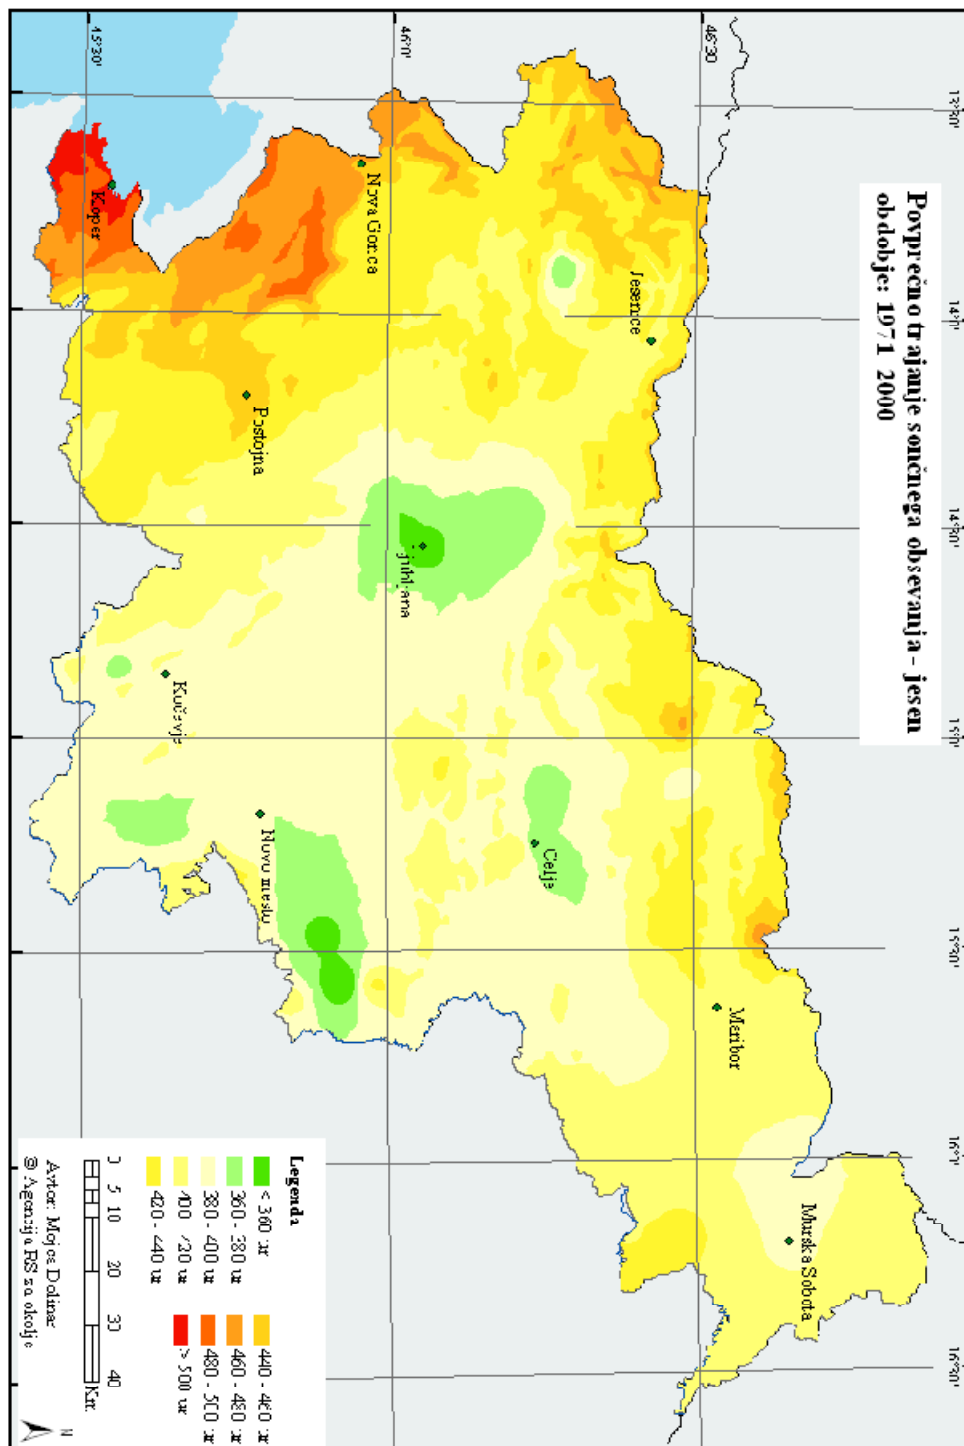 Povprečno trajanje sončnega obsevanja - jesen
obdobje: 1971 2000
13°30'
14°0'
14°30'
15°0'
15°30'
16°0'
16°30'
46°30'
46°0'
45°30'
Jesenice
Nova Gorica
Koper
Postojna
Ljubljana
Kočevje
Novo mesto
Celje
Maribor
Murska Sobota
Legenda
< 360 ur
360 - 380 ur
380 - 400 ur
400 - 420 ur
420 - 440 ur
440 - 460 ur
460 - 480 ur
480 - 500 ur
> 500 ur
0 5 10 20 30 40 Km
Avtor: Mojca Dolinar
© Agencija RS za okolje
N